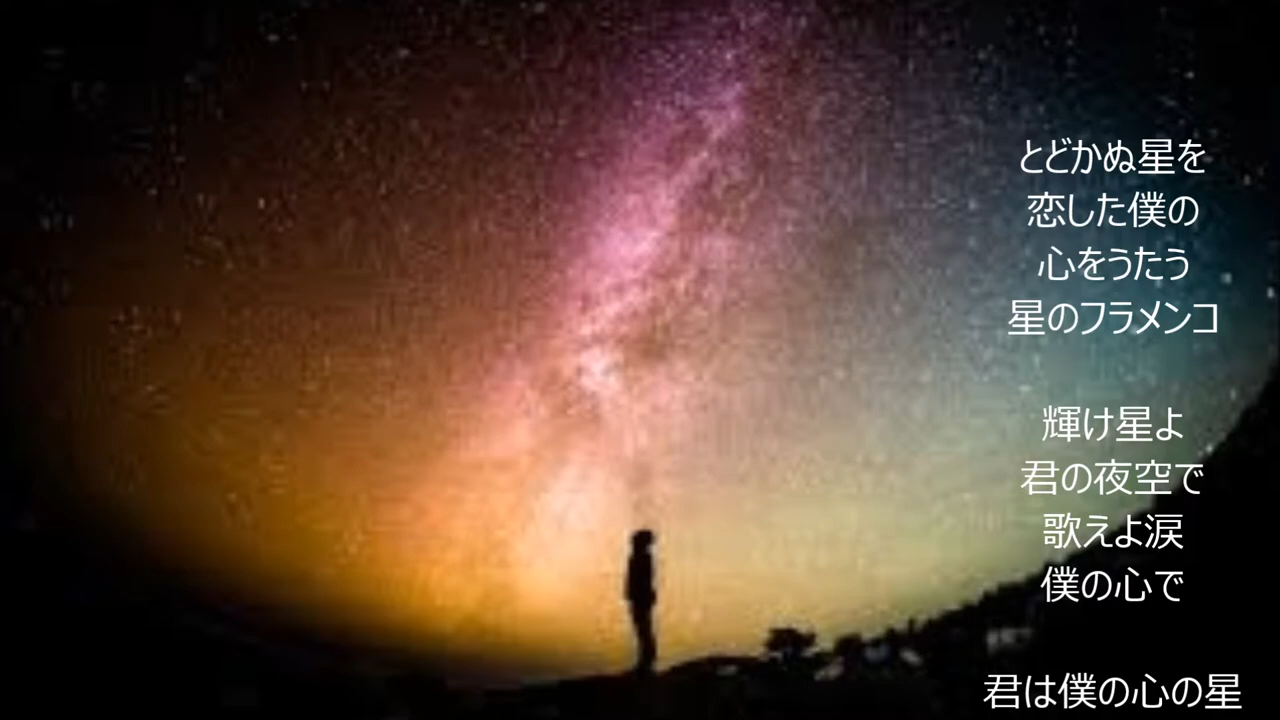 とどかぬ星を
恋した僕の
心をうたう
星のフラメンコ
輝け星よ
君の夜空で
歌えよ涙
僕の心で
君は僕の心の星